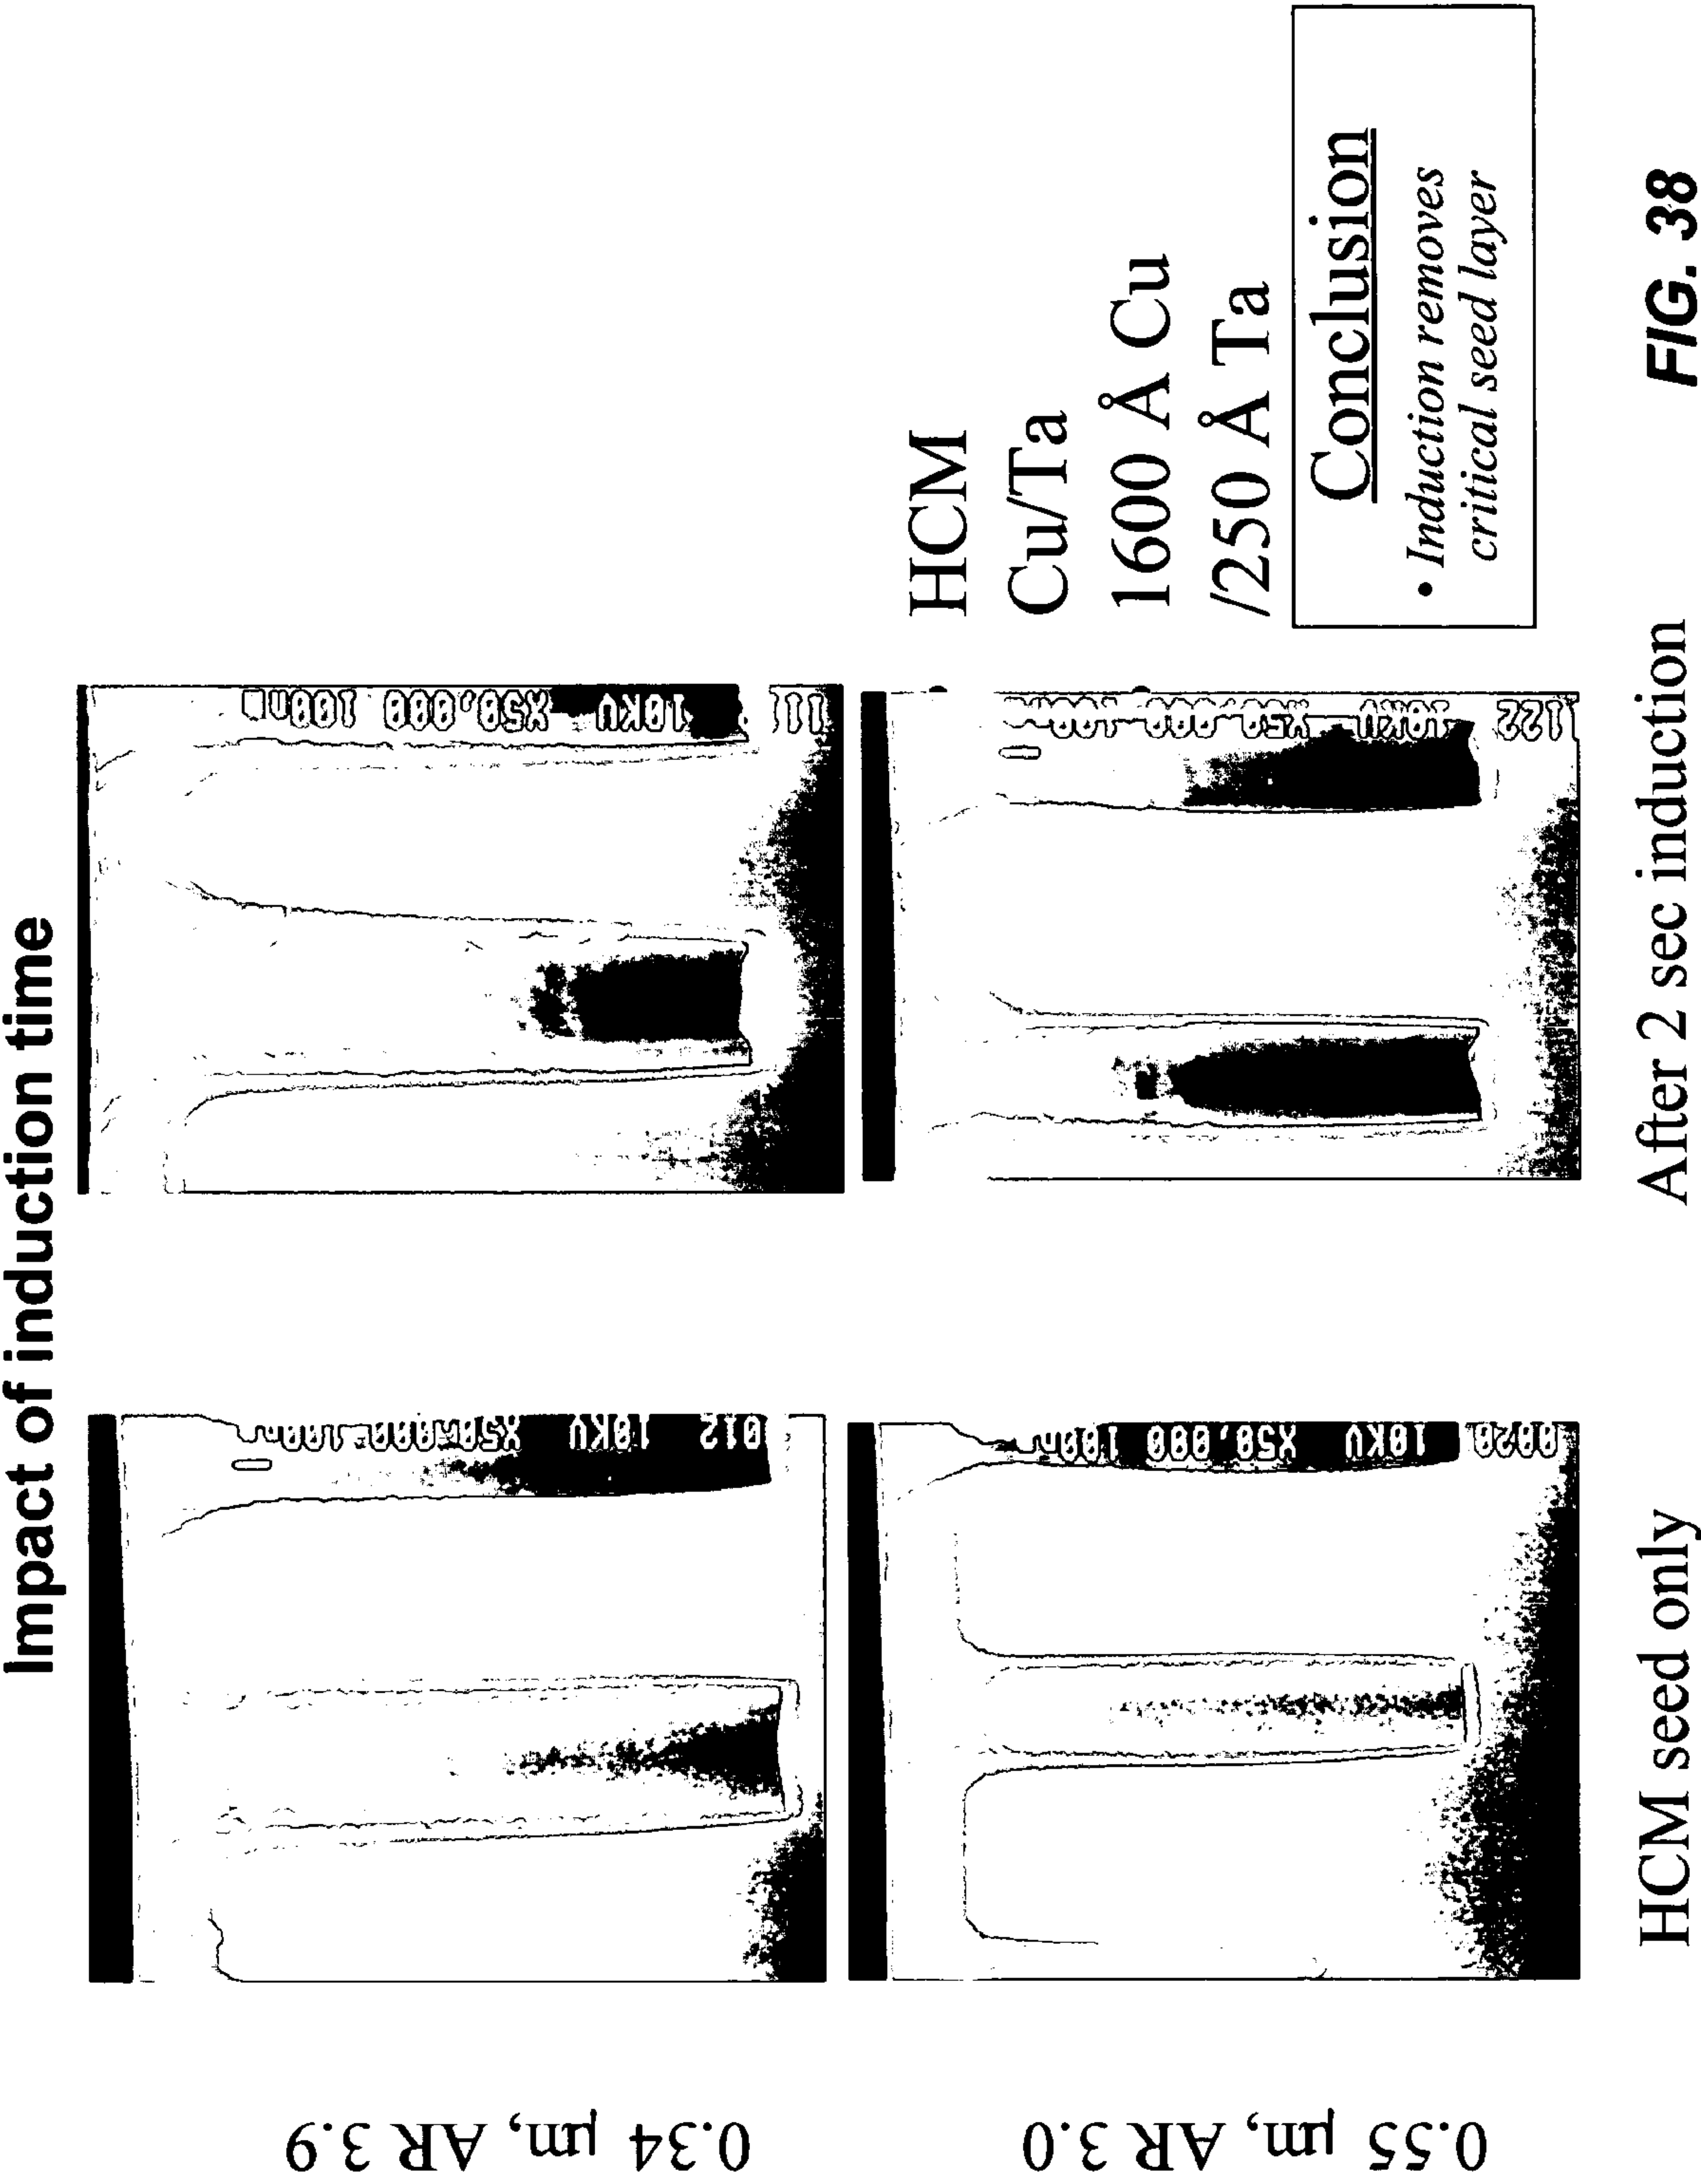 Impact of induction time
0.34 µm, AR 3.9
0.55 µm, AR 3.0
012 10KV X50,000 100nm
10KV X50,000 100nm
0020 10KV X50,000 100nm
1122 10KV X50,000 100nm
HCM
Cu/Ta
1600 Å Cu
/250 Å Ta
Conclusion
• Induction removes
critical seed layer
HCM seed only
After 2 sec induction
FIG. 38